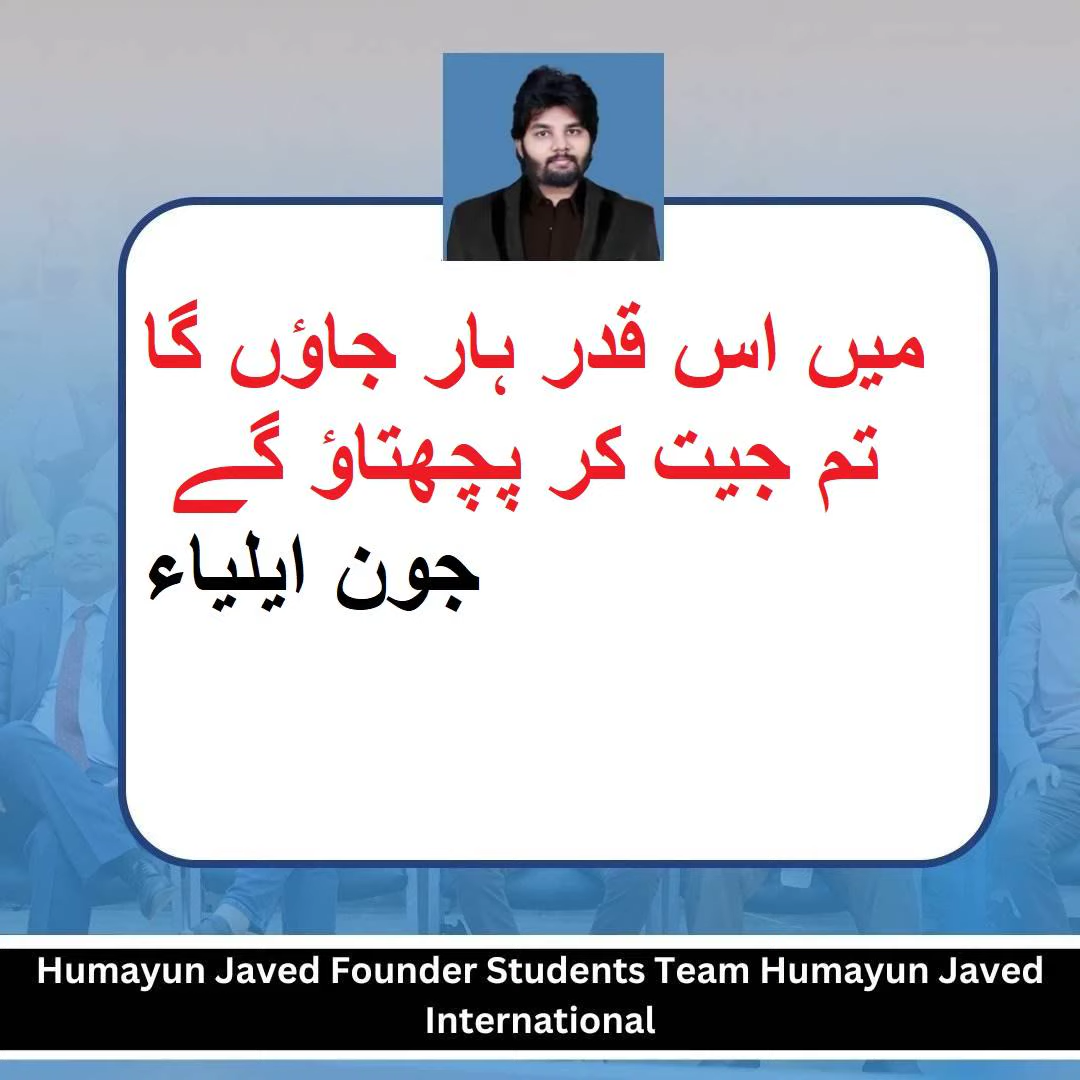 میں اس قدر ہار جاؤں گا
تم جیت کر پچھتاؤ گے
جون ایلیاء
Humayun Javed Founder Students Team Humayun Javed
International